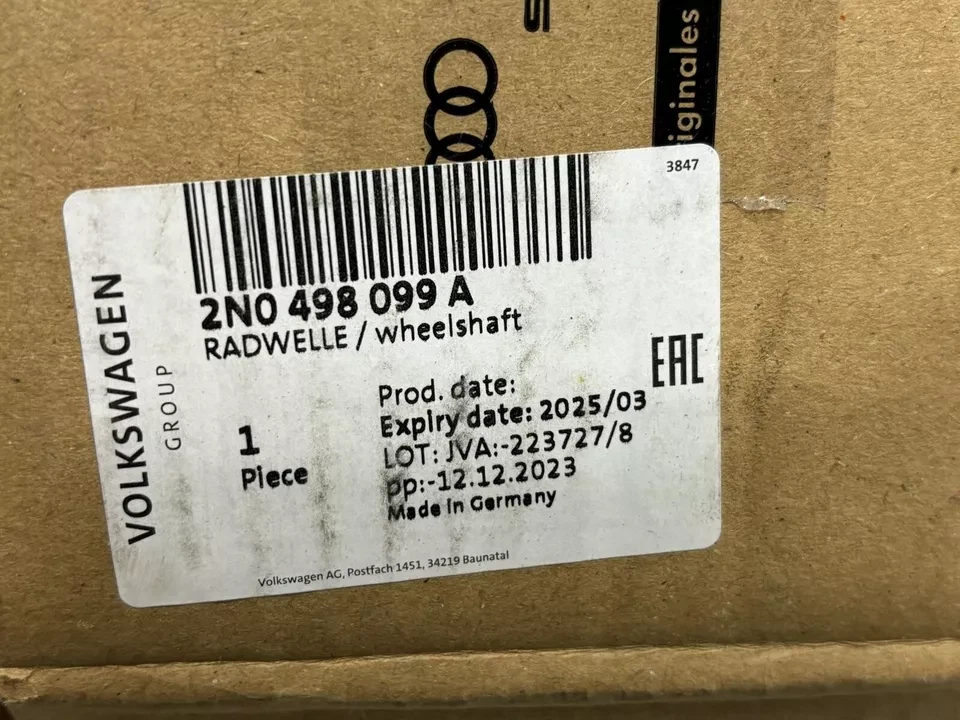 iginales
3847
VOLKSWAGEN
GROUP
2N0 498 099 A
RADWELLE / wheelshaft
EAC
1
Piece
Prod. date:
Expiry date: 2025/03
LOT: JVA:-223727/8
pp:-12.12.2023
Made in Germany
Volkswagen AG, Postfach 1451, 34219 Baunatal